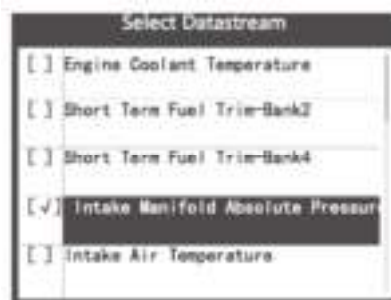 Select Datastream
[ ] Engine Coolant Temperature
[ ] Short Term Fuel Trim-Bank2
[ ] Short Term Fuel Trim-Bank4
[√] Intake Manifold Absolute Pressur
[ ] Intake Air Temperature